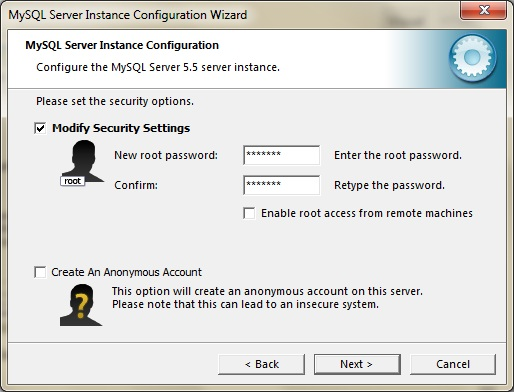 MySQL Server Instance Configuration Wizard
X
MySQL Server Instance Configuration
Configure the MySQL Server 5.5 server instance.
Please set the security options.
Modify Security Settings
root
New root password: ******* Enter the root password.
Confirm: ******* Retype the password.
Enable root access from remote machines
Create An Anonymous Account
?
This option will create an anonymous account on this server.
Please note that this can lead to an insecure system.
< Back Next > Cancel